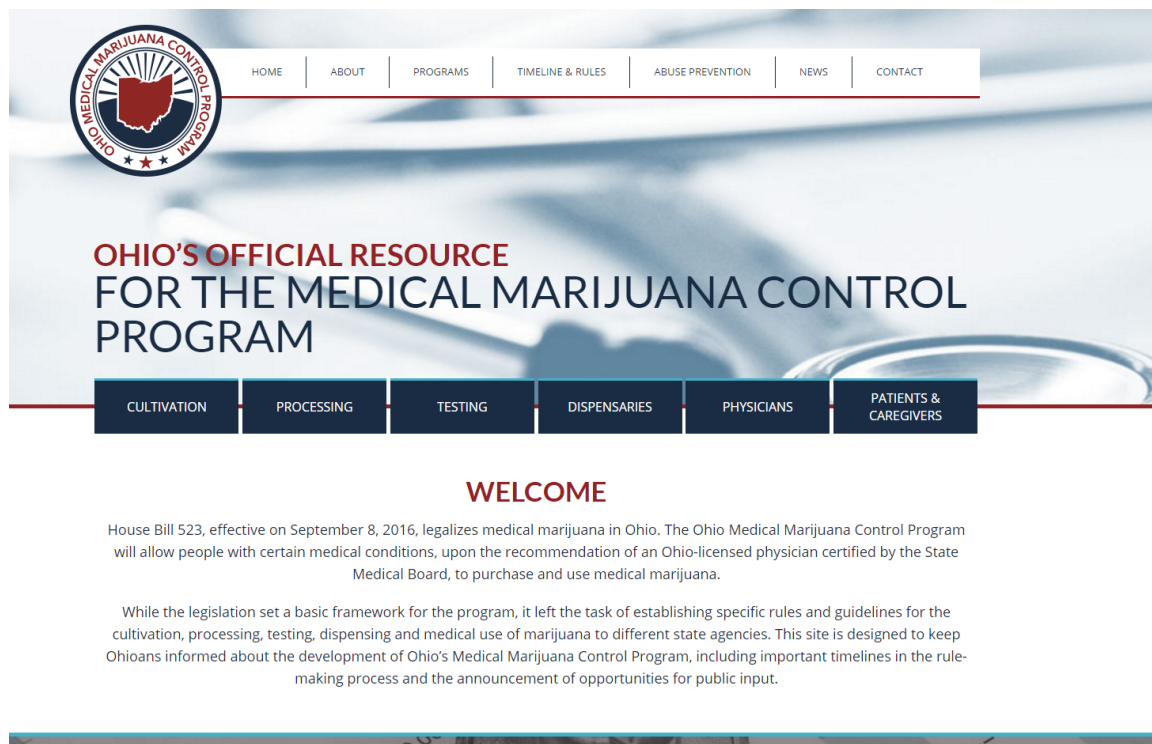 OHIO MEDICAL MARIJUANA CONTROL PROGRAM
HOME
ABOUT
PROGRAMS
TIMELINE & RULES
ABUSE PREVENTION
NEWS
CONTACT
OHIO'S OFFICIAL RESOURCE
FOR THE MEDICAL MARIJUANA CONTROL
PROGRAM
CULTIVATION
PROCESSING
TESTING
DISPENSARIES
PHYSICIANS
PATIENTS &
CAREGIVERS
WELCOME
House Bill 523, effective on September 8, 2016, legalizes medical marijuana in Ohio. The Ohio Medical Marijuana Control Program
will allow people with certain medical conditions, upon the recommendation of an Ohio-licensed physician certified by the State
Medical Board, to purchase and use medical marijuana.
While the legislation set a basic framework for the program, it left the task of establishing specific rules and guidelines for the
cultivation, processing, testing, dispensing and medical use of marijuana to different state agencies. This site is designed to keep
Ohioans informed about the development of Ohio's Medical Marijuana Control Program, including important timelines in the rule-
making process and the announcement of opportunities for public input.